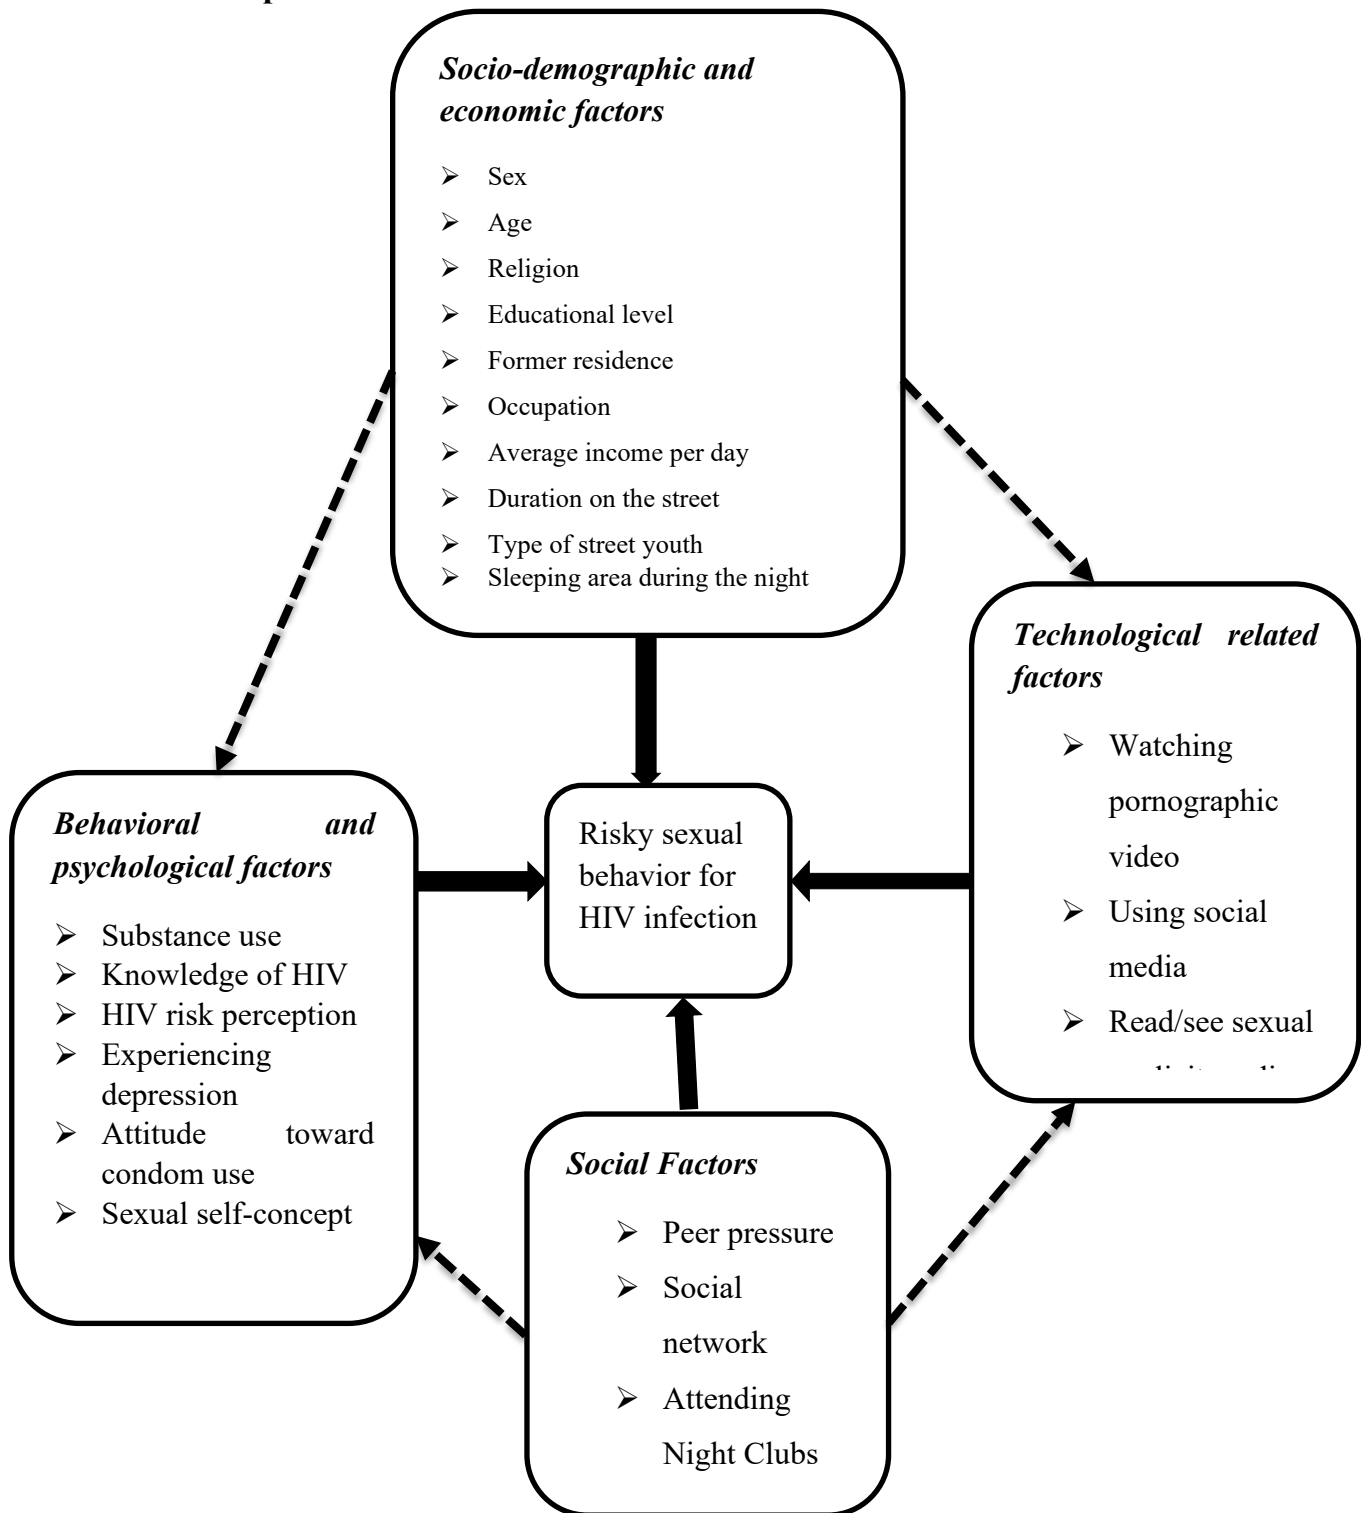 Socio-demographic and
economic factors
➢ Sex
➢ Age
➢ Religion
➢ Educational level
➢ Former residence
➢ Occupation
➢ Average income per day
➢ Duration on the street
➢ Type of street youth
➢ Sleeping area during the night
Technological related
factors
➢ Watching
pornographic
video
➢ Using social
media
➢ Read/see sexual
Behavioral and
psychological factors
➢ Substance use
➢ Knowledge of HIV
➢ HIV risk perception
➢ Experiencing
depression
➢ Attitude toward
condom use
➢ Sexual self-concept
Risky sexual
behavior for
HIV infection
Social Factors
➢ Peer pressure
➢ Social
network
➢ Attending
Night Clubs